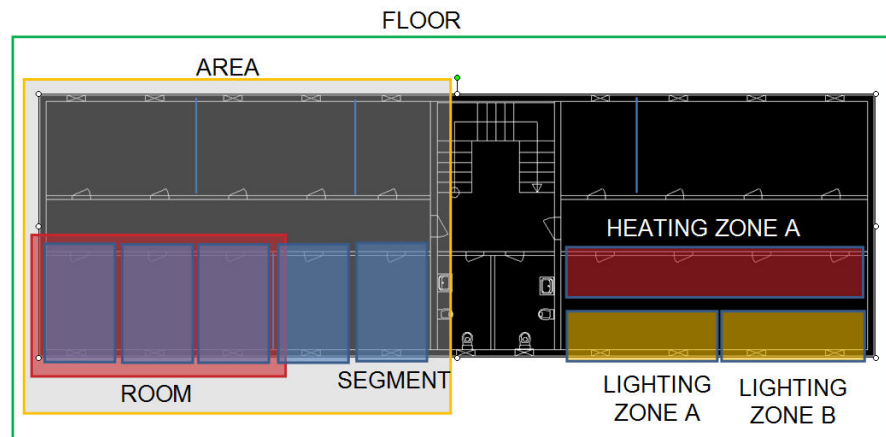 FLOOR
AREA
HEATING ZONE A
ROOM
SEGMENT
LIGHTING
ZONE A
LIGHTING
ZONE B